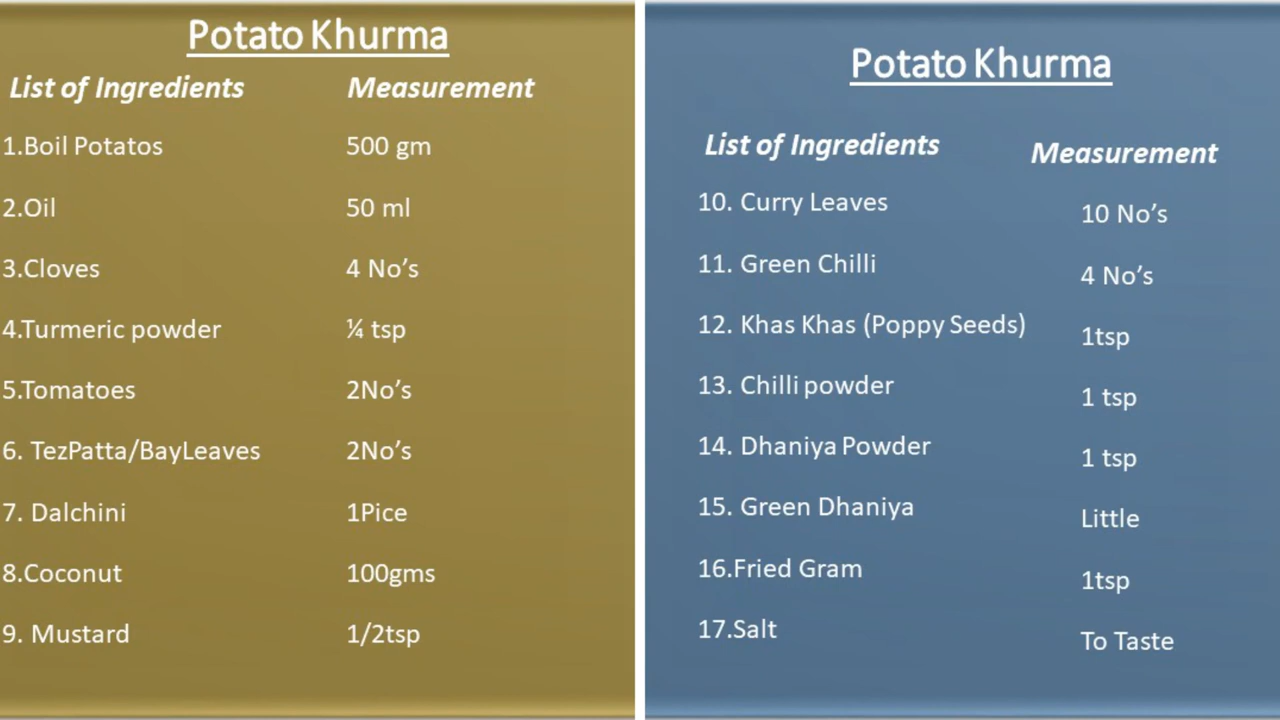 Potato Khurma
List of Ingredients Measurement
1.Boil Potatos 500 gm
2.Oil 50 ml
3.Cloves 4 No’s
4.Turmeric powder ¼ tsp
5.Tomatoes 2No’s
6. TezPatta/BayLeaves 2No’s
7. Dalchini 1Pice
8.Coconut 100gms
9. Mustard 1/2tsp
Potato Khurma
List of Ingredients Measurement
10. Curry Leaves 10 No’s
11. Green Chilli 4 No’s
12. Khas Khas (Poppy Seeds) 1tsp
13. Chilli powder 1 tsp
14. Dhaniya Powder 1 tsp
15. Green Dhaniya Little
16.Fried Gram 1tsp
17.Salt To Taste